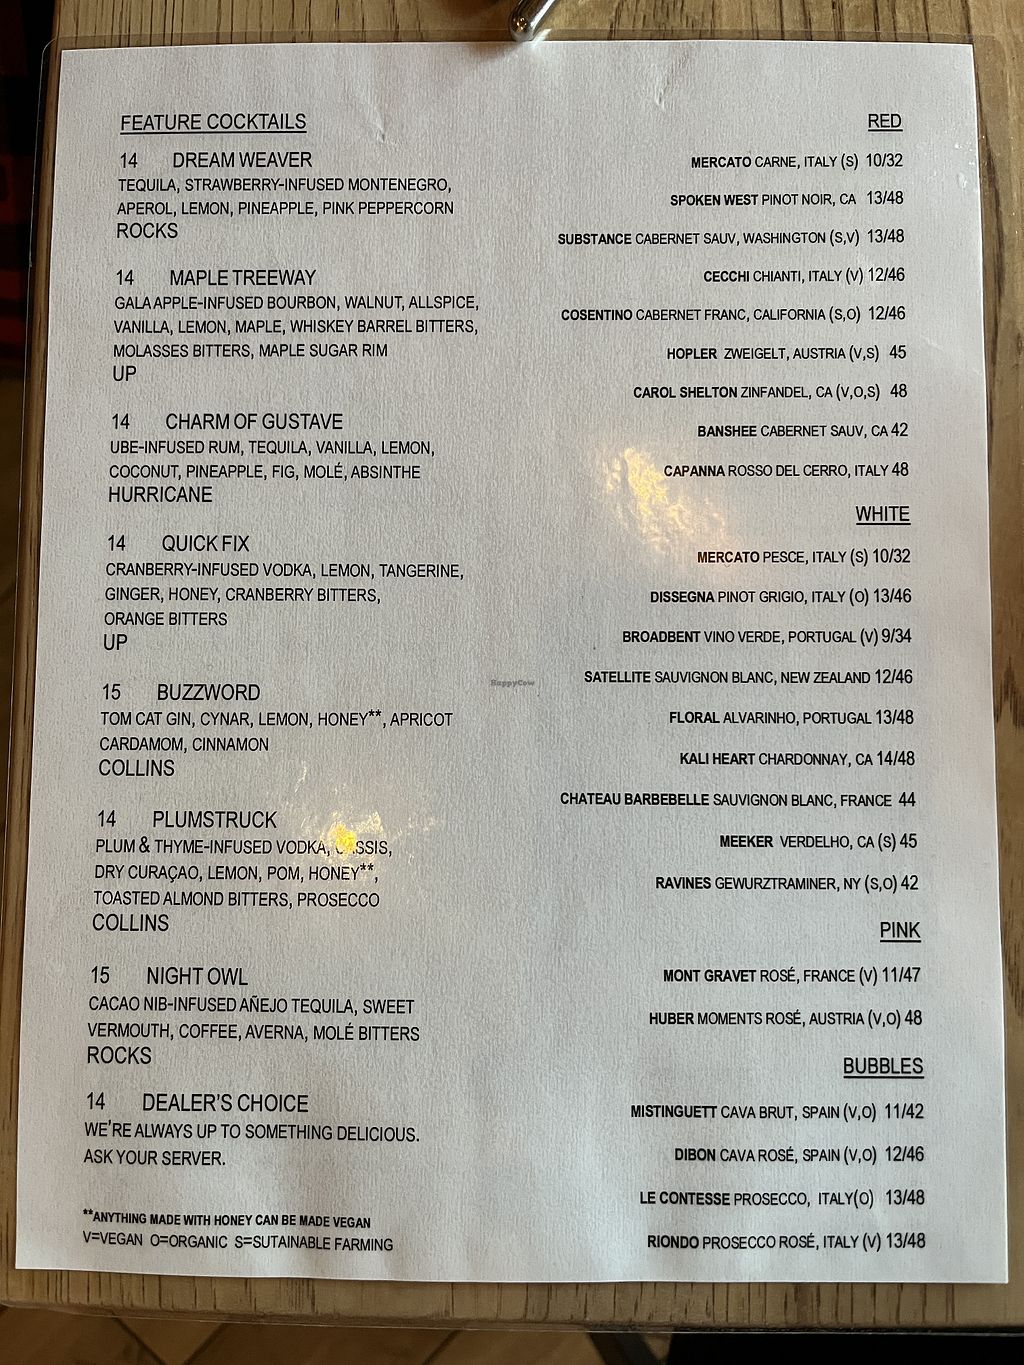 FEATURE COCKTAILS
14 DREAM WEAVER
TEQUILA, STRAWBERRY-INFUSED MONTENEGRO,
APEROL, LEMON, PINEAPPLE, PINK PEPPERCORN
ROCKS
14 MAPLE TREEWAY
GALA APPLE-INFUSED BOURBON, WALNUT, ALLSPICE,
VANILLA, LEMON, MAPLE, WHISKEY BARREL BITTERS,
MOLASSES BITTERS, MAPLE SUGAR RIM
UP
14 CHARM OF GUSTAVE
UBE-INFUSED RUM, TEQUILA, VANILLA, LEMON,
COCONUT, PINEAPPLE, FIG, MOLÉ, ABSINTHE
HURRICANE
14 QUICK FIX
CRANBERRY-INFUSED VODKA, LEMON, TANGERINE,
GINGER, HONEY, CRANBERRY BITTERS,
ORANGE BITTERS
UP
15 BUZZWORD
TOM CAT GIN, CYNAR, LEMON, HONEY**, APRICOT
CARDAMOM, CINNAMON
COLLINS
14 PLUMSTRUCK
PLUM & THYME-INFUSED VODKA,
DRY CURAÇAO, LEMON, POM, HONEY**,
TOASTED ALMOND BITTERS, PROSECCO
COLLINS
15 NIGHT OWL
CACAO NIB-INFUSED AÑEJO TEQUILA, SWEET
VERMOUTH, COFFEE, AVERNA, MOLÉ BITTERS
ROCKS
14 DEALER'S CHOICE
WE'RE ALWAYS UP TO SOMETHING DELICIOUS.
ASK YOUR SERVER.
**ANYTHING MADE WITH HONEY CAN BE MADE VEGAN
V=VEGAN O=ORGANIC S=SUTAINABLE FARMING
RED
MERCATO CARNE, ITALY (S) 10/32
SPOKEN WEST PINOT NOIR, CA 13/48
SUBSTANCE CABERNET SAUV, WASHINGTON (S,V) 13/48
CECCHI CHIANTI, ITALY (V) 12/46
COSENTINO CABERNET FRANC, CALIFORNIA (S,O) 12/46
HOPLER ZWEIGELT, AUSTRIA (V,S) 45
CAROL SHELTON ZINFANDEL, CA (V,O,S) 48
BANSHEE CABERNET SAUV, CA 42
CAPANNA ROSSO DEL CERRO, ITALY 48
WHITE
MERCATO PESCE, ITALY (S) 10/32
DISSEGNA PINOT GRIGIO, ITALY (O) 13/46
BROADBENT VINO VERDE, PORTUGAL (V) 9/34
SATELLITE SAUVIGNON BLANC, NEW ZEALAND 12/46
FLORAL ALVARINHO, PORTUGAL 13/48
KALI HEART CHARDONNAY, CA 14/48
CHATEAU BARBEBELLE SAUVIGNON BLANC, FRANCE 44
MEEKER VERDELHO, CA (S) 45
RAVINES GEWURZTRAMINER, NY (S,O) 42
PINK
MONT GRAVET ROSÉ, FRANCE (V) 11/47
HUBER MOMENTS ROSÉ, AUSTRIA (V,O) 48
BUBBLES
MISTINGUETT CAVA BRUT, SPAIN (V,O) 11/42
DIBON CAVA ROSÉ, SPAIN (V,O) 12/46
LE CONTESSE PROSECCO, ITALY(O) 13/48
RIONDO PROSECCO ROSÉ, ITALY (V) 13/48
HappyCow